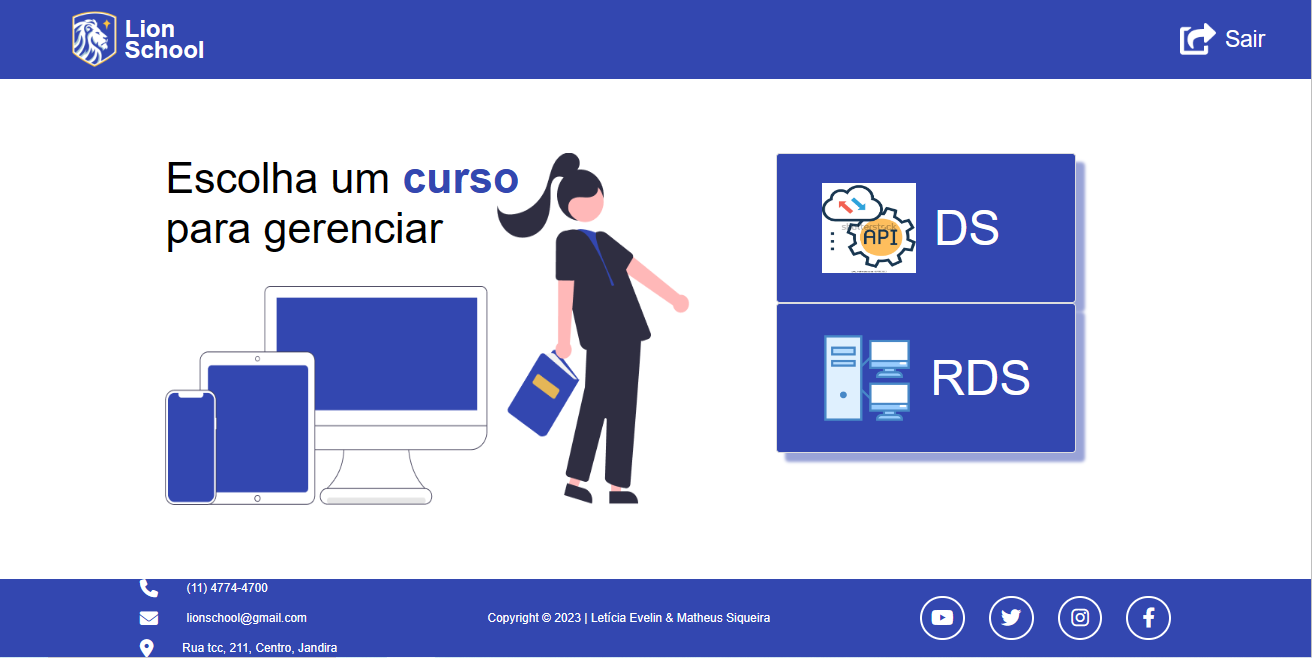 Lion
School
Sair
Escolha um curso
para gerenciar
API
DS
RDS
(11) 4774-4700
lionschool@gmail.com
Rua tcc, 211, Centro, Jandira
Copyright © 2023 | Letícia Evelin & Matheus Siqueira